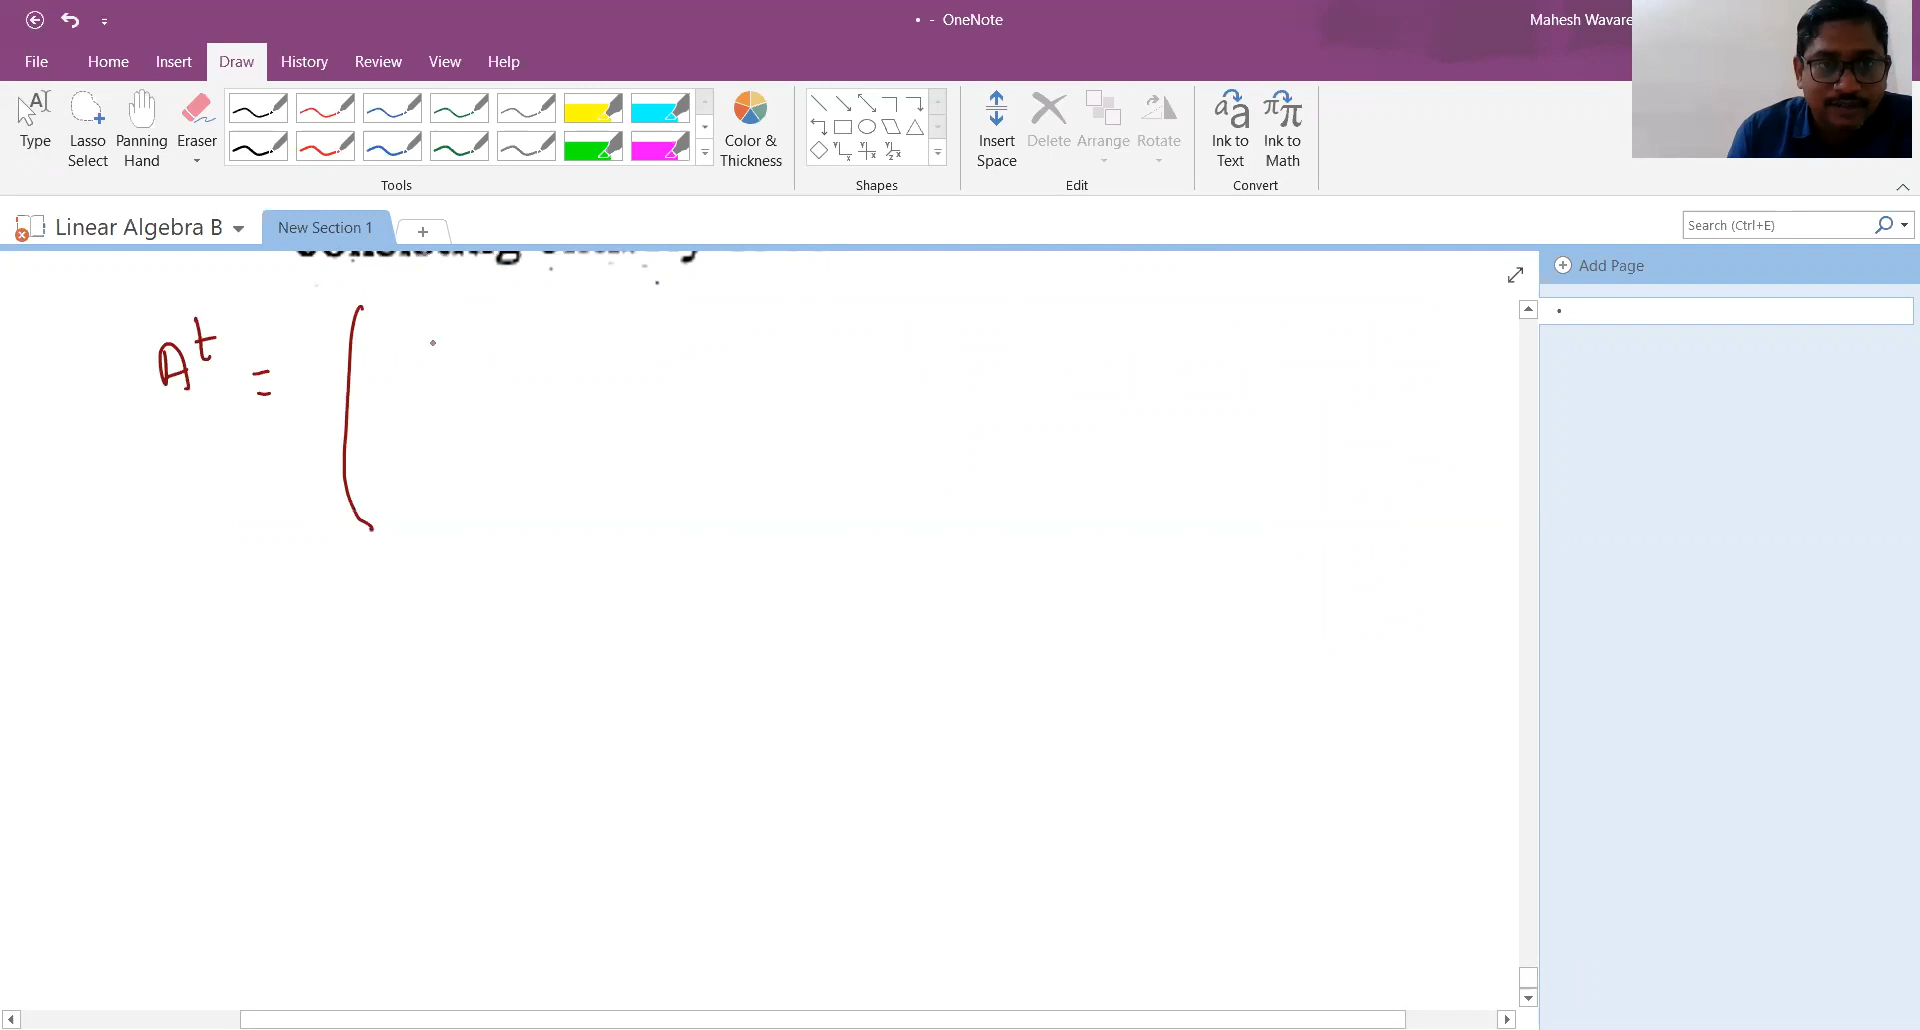 - OneNote
Mahesh Wavare
File Home Insert Draw History Review View Help
Type
Lasso Select
Panning Hand
Eraser
Color & Thickness
Insert Space
Delete
Arrange
Rotate
Ink to Text
Ink to Math
Tools Shapes Edit Convert
Linear Algebra B
New Section 1
Search (Ctrl+E)
Add Page
A^t = (